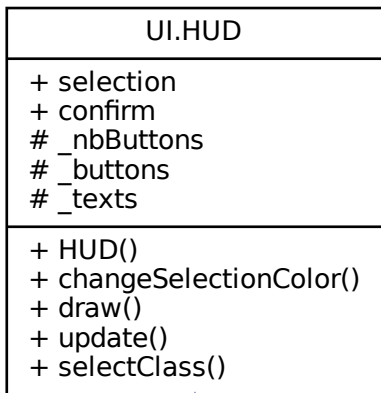 UI.HUD
+ selection
+ confirm
# _nbButtons
# _buttons
# _texts
+ HUD()
+ changeSelectionColor()
+ draw()
+ update()
+ selectClass()